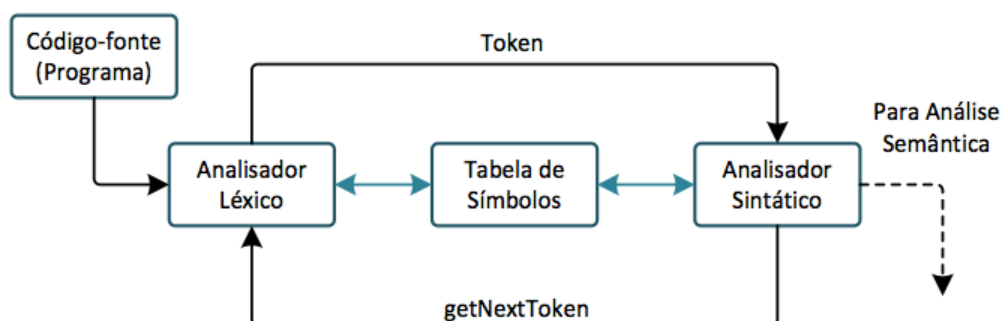 Código-fonte
(Programa)
Token
Para Análise
Semântica
Analisador
Léxico
Tabela de
Símbolos
Analisador
Sintático
getNextToken